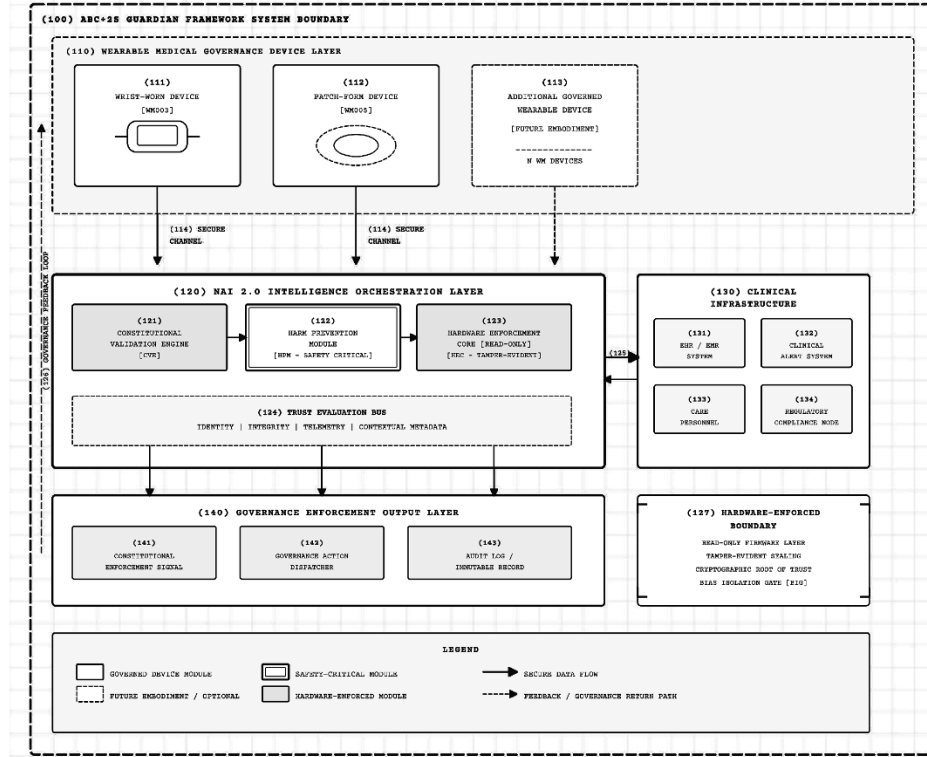 (100) ABC+2S GUARDIAN FRAMEWORK SYSTEM BOUNDARY
(110) WEARABLE MEDICAL GOVERNANCE DEVICE LAYER
(111)
WRIST-WORN DEVICE
[WM003]
(112)
PATCH-FORM DEVICE
[WM005]
(113)
ADDITIONAL GOVERNED
WEARABLE DEVICE
[FUTURE EMBODIMENT]
N WM DEVICES
(114) SECURE
CHANNEL
(114) SECURE
CHANNEL
(126) GOVERNANCE FEEDBACK LOOP
(120) NAI 2.0 INTELLIGENCE ORCHESTRATION LAYER
(121)
CONSTITUTIONAL
VALIDATION ENGINE
[CVE]
(122)
HARM PREVENTION
MODULE
[HPM - SAFETY CRITICAL]
(123)
HARDWARE ENFORCEMENT
CORE [READ-ONLY]
[HEC - TAMPER-EVIDENT]
(124) TRUST EVALUATION BUS
IDENTITY | INTEGRITY | TELEMETRY | CONTEXTUAL METADATA
(125)
(130) CLINICAL
INFRASTRUCTURE
(131)
EHR / EMR
SYSTEM
(132)
CLINICAL
ALERT SYSTEM
(133)
CARE
PERSONNEL
(134)
REGULATORY
COMPLIANCE NODE
(140) GOVERNANCE ENFORCEMENT OUTPUT LAYER
(141)
CONSTITUTIONAL
ENFORCEMENT SIGNAL
(142)
GOVERNANCE ACTION
DISPATCHER
(143)
AUDIT LOG /
IMMUTABLE RECORD
(127) HARDWARE-ENFORCED
BOUNDARY
READ-ONLY FIRMWARE LAYER
TAMPER-EVIDENT SEALING
CRYPTOGRAPHIC ROOT OF TRUST
BIAS ISOLATION GATE [BIG]
LEGEND
GOVERNED DEVICE MODULE
SAFETY-CRITICAL MODULE
SECURE DATA FLOW
FUTURE EMBODIMENT / OPTIONAL
HARDWARE-ENFORCED MODULE
FEEDBACK / GOVERNANCE RETURN PATH